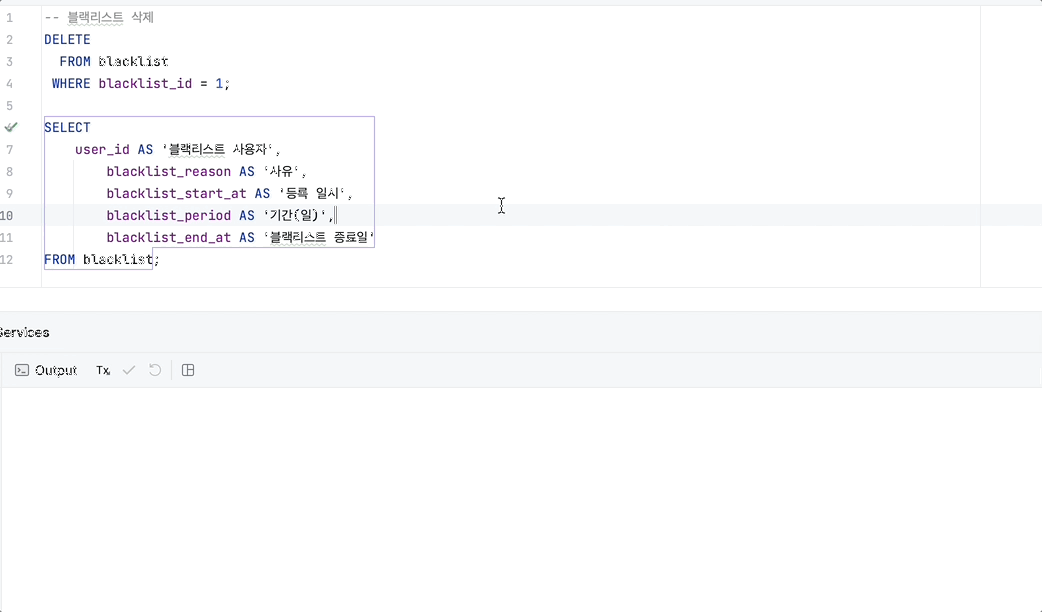 1 -- 블랙리스트 삭제
2 DELETE
3 FROM blacklist
4 WHERE blacklist_id = 1;
5
SELECT
7 user_id AS '블랙리스트 사용자',
8 blacklist_reason AS '사유',
9 blacklist_start_at AS '등록 일시',
10 blacklist_period AS '기간(일)',
11 blacklist_end_at AS '블랙리스트 종료일'
12 FROM blacklist;
Services
Output Tx